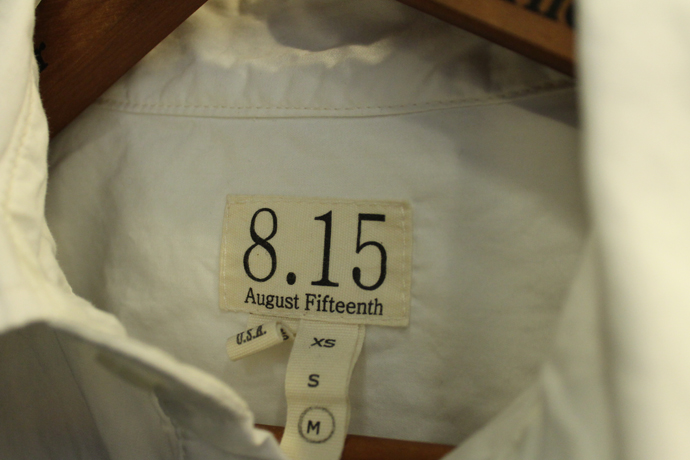 8.15
August Fifteenth
U.S.A.
XS
S
M